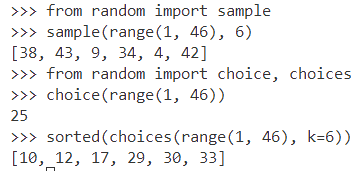 >>> from random import sample
>>> sample(range(1, 46), 6)
[38, 43, 9, 34, 4, 42]
>>> from random import choice, choices
>>> choice(range(1, 46))
25
>>> sorted(choices(range(1, 46), k=6))
[10, 12, 17, 29, 30, 33]